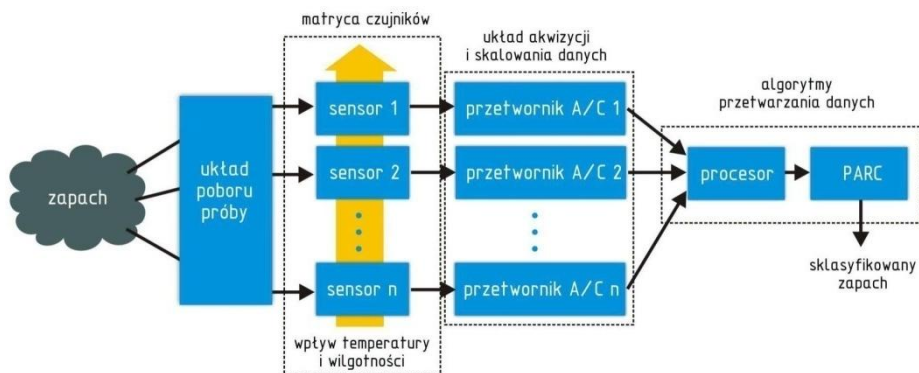 matryca czujników
układ akwizycji
i skalowania danych
algorytmy
przetwarzania danych
zapach
układ
poboru
próby
sensor 1
sensor 2
sensor n
przetwornik A/C 1
przetwornik A/C 2
przetwornik A/C n
procesor
PARC
sklasyfikowany
zapach
wpływ temperatury
i wilgotności